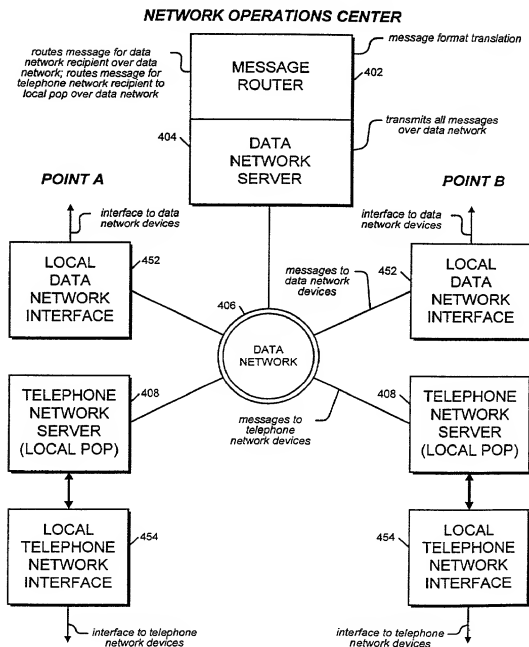 NETWORK OPERATIONS CENTER
routes message for data
network recipient over data
network; routes message for
telephone network recipient to
local pop over data network
MESSAGE
ROUTER
message format translation
402
404
DATA
NETWORK
SERVER
transmits all messages
over data network
POINT A
POINT B
interface to data
network devices
interface to data
network devices
LOCAL
DATA
NETWORK
INTERFACE
452
messages to
data network
devices
452
LOCAL
DATA
NETWORK
INTERFACE
406
DATA
NETWORK
TELEPHONE
NETWORK
SERVER
(LOCAL POP)
408
messages to
telephone
network devices
408
TELEPHONE
NETWORK
SERVER
(LOCAL POP)
LOCAL
TELEPHONE
NETWORK
INTERFACE
454
454
LOCAL
TELEPHONE
NETWORK
INTERFACE
interface to telephone
network devices
interface to telephone
network devices